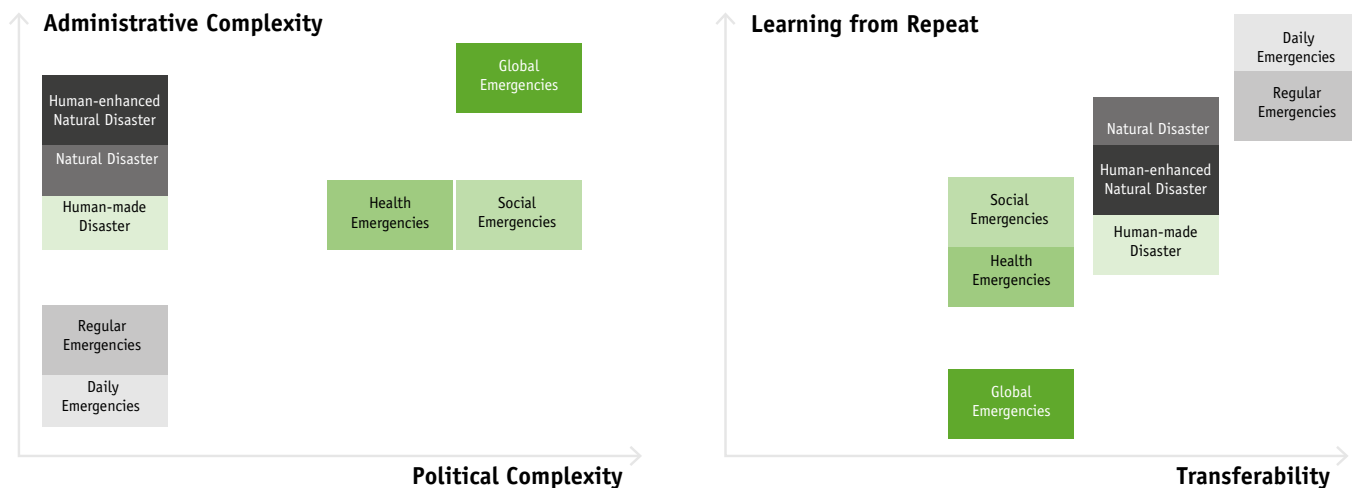 Administrative Complexity
Global
Emergencies
Human-enhanced
Natural Disaster
Natural Disaster
Human-made
Disaster
Health
Emergencies
Social
Emergencies
Regular
Emergencies
Daily
Emergencies
Political Complexity
Learning from Repeat
Daily
Emergencies
Regular
Emergencies
Natural Disaster
Human-enhanced
Natural Disaster
Human-made
Disaster
Social
Emergencies
Health
Emergencies
Global
Emergencies
Transferability